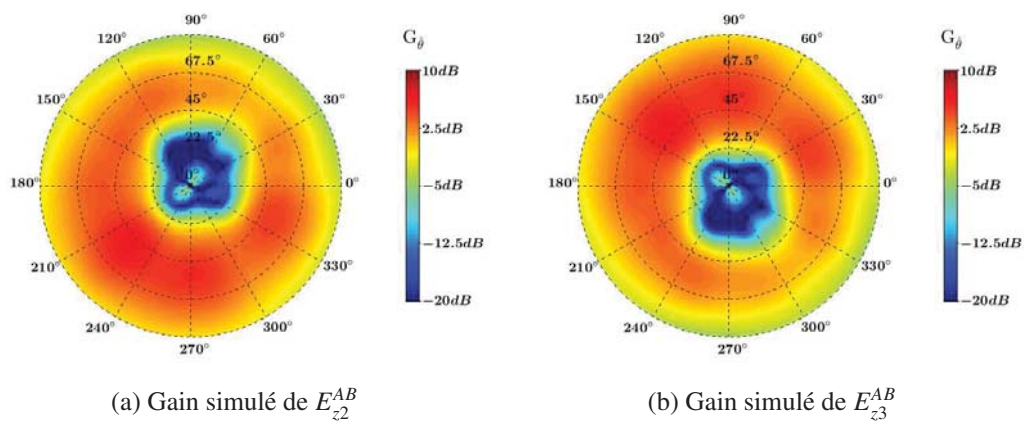 90°
120°
60°
67.5°
150°
45°
30°
22.5°
0°
180°
0°
210°
330°
240°
300°
270°
G_θ̂
10dB
2.5dB
−5dB
−12.5dB
−20dB
(a) Gain simulé de E_{z2}^{AB}
90°
120°
60°
67.5°
150°
45°
30°
22.5°
0°
180°
0°
210°
330°
240°
300°
270°
G_θ̂
10dB
2.5dB
−5dB
−12.5dB
−20dB
(b) Gain simulé de E_{z3}^{AB}